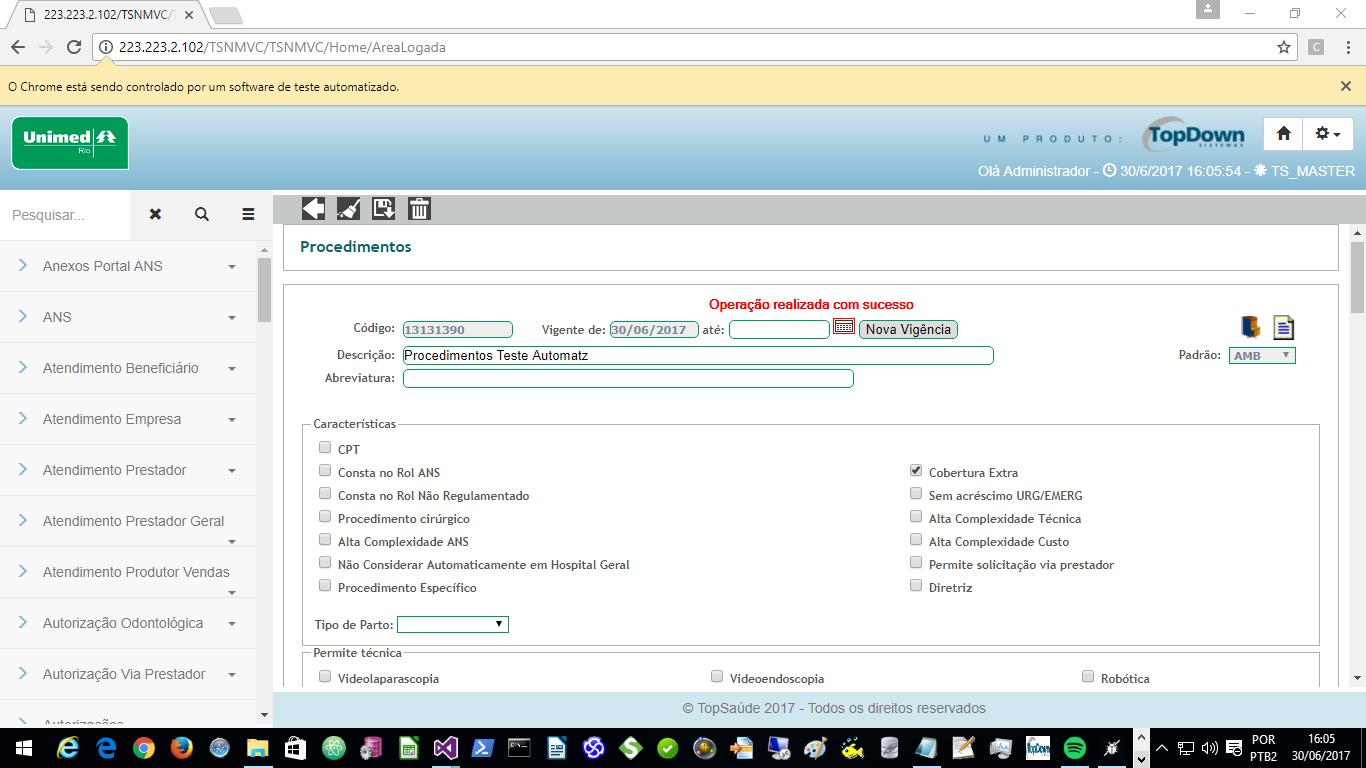 223.223.2.102/TSNMVC/T
223.223.2.102/TSNMVC/TSNMVC/Home/AreaLogada
C
O Chrome está sendo controlado por um software de teste automatizado.
Unimed
Rio
UM PRODUTO:
TopDown
SISTEMAS
Olá Administrador - 30/6/2017 16:05:54 - TS_MASTER
Pesquisar...
Anexos Portal ANS
ANS
Atendimento Beneficiário
Atendimento Empresa
Atendimento Prestador
Atendimento Prestador Geral
Atendimento Produtor Vendas
Autorização Odontológica
Autorização Via Prestador
Autorizações
Procedimentos
Operação realizada com sucesso
Código: 13131390 Vigente de: 30/06/2017 até: Nova Vigência
Descrição: Procedimentos Teste Automatz Padrão: AMB
Abreviatura:
Características
CPT
Consta no Rol ANS Cobertura Extra
Consta no Rol Não Regulamentado Sem acréscimo URG/EMERG
Procedimento cirúrgico Alta Complexidade Técnica
Alta Complexidade ANS Alta Complexidade Custo
Não Considerar Automaticamente em Hospital Geral Permite solicitação via prestador
Procedimento Específico Diretriz
Tipo de Parto:
Permite técnica
Videolaparascopia Videoendoscopia Robótica
© TopSaúde 2017 - Todos os direitos reservados
TopDown
POR 16:05
PTB2 30/06/2017